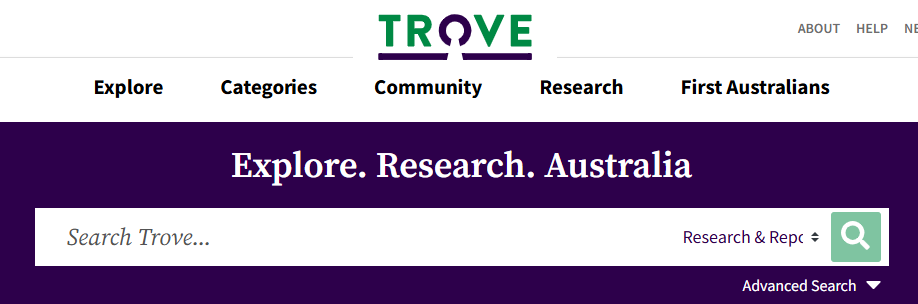 TROVE
ABOUT HELP
Explore Categories Community Research First Australians
Explore. Research. Australia
Search Trove... Research & Repo
Advanced Search